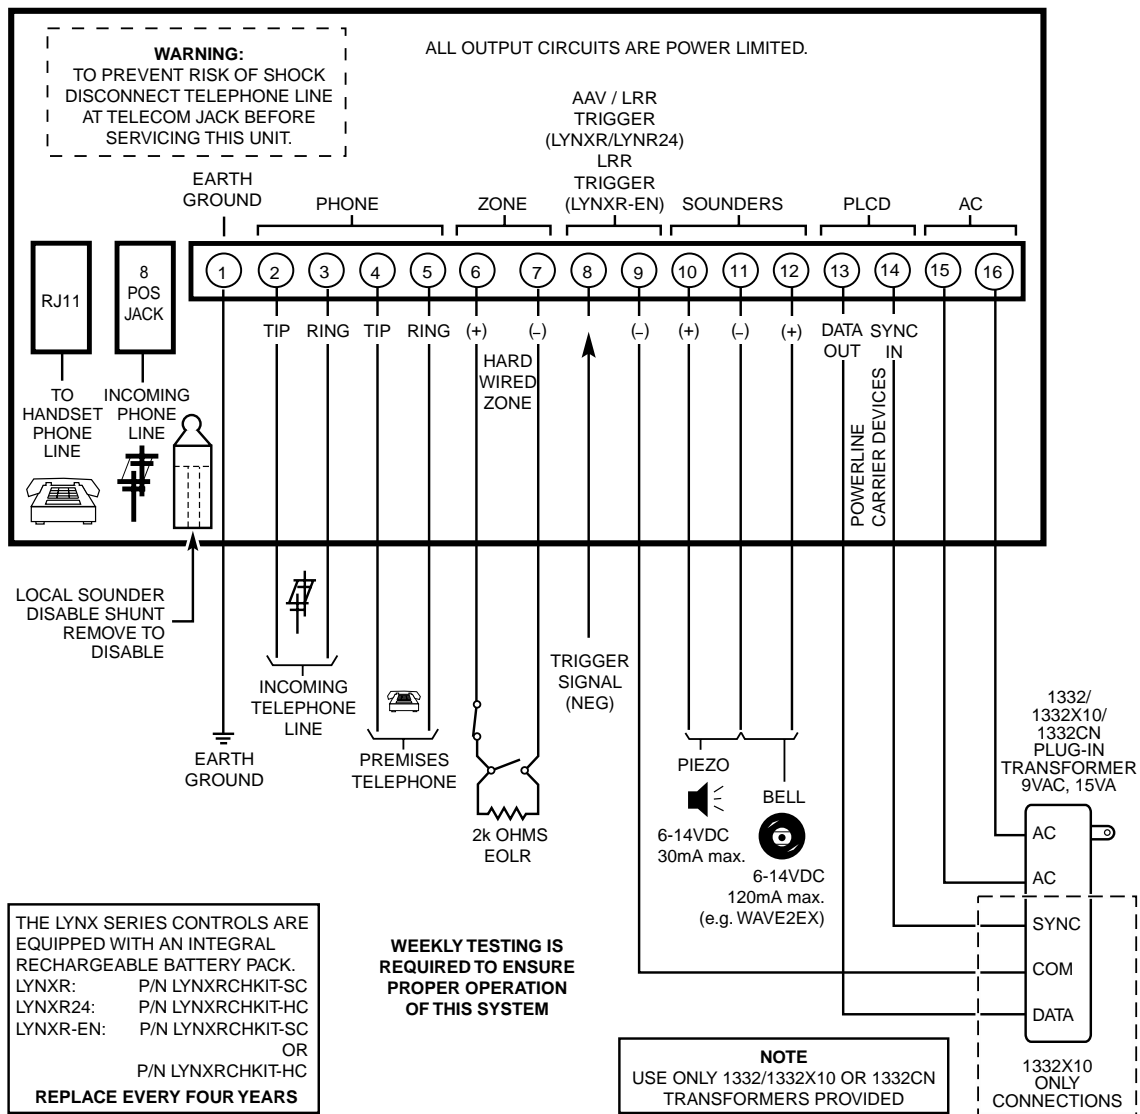 WARNING:
TO PREVENT RISK OF SHOCK
DISCONNECT TELEPHONE LINE
AT TELECOM JACK BEFORE
SERVICING THIS UNIT.
ALL OUTPUT CIRCUITS ARE POWER LIMITED.
AAV / LRR
TRIGGER
(LYNXR/LYNR24)
LRR
TRIGGER
(LYNXR-EN)
EARTH
GROUND
PHONE
ZONE
SOUNDERS
PLCD
AC
RJ11
8
POS
JACK
1
2
3
4
5
6
7
8
9
10
11
12
13
14
15
16
TIP
RING
TIP
RING
(+)
(–)
(–)
(+)
(–)
(+)
DATA
OUT
SYNC
IN
HARD
WIRED
ZONE
POWERLINE
CARRIER DEVICES
TO
HANDSET
PHONE
LINE
INCOMING
PHONE
LINE
LOCAL SOUNDER
DISABLE SHUNT
REMOVE TO
DISABLE
EARTH
GROUND
INCOMING
TELEPHONE
LINE
PREMISES
TELEPHONE
2k OHMS
EOLR
TRIGGER
SIGNAL
(NEG)
PIEZO
6-14VDC
30mA max.
BELL
6-14VDC
120mA max.
(e.g. WAVE2EX)
1332/
1332X10/
1332CN
PLUG-IN
TRANSFORMER
9VAC, 15VA
AC
AC
SYNC
COM
DATA
1332X10
ONLY
CONNECTIONS
THE LYNX SERIES CONTROLS ARE
EQUIPPED WITH AN INTEGRAL
RECHARGEABLE BATTERY PACK.
LYNXR: P/N LYNXRCHKIT-SC
LYNXR24: P/N LYNXRCHKIT-HC
LYNXR-EN: P/N LYNXRCHKIT-SC
OR
P/N LYNXRCHKIT-HC
REPLACE EVERY FOUR YEARS
WEEKLY TESTING IS
REQUIRED TO ENSURE
PROPER OPERATION
OF THIS SYSTEM
NOTE
USE ONLY 1332/1332X10 OR 1332CN
TRANSFORMERS PROVIDED